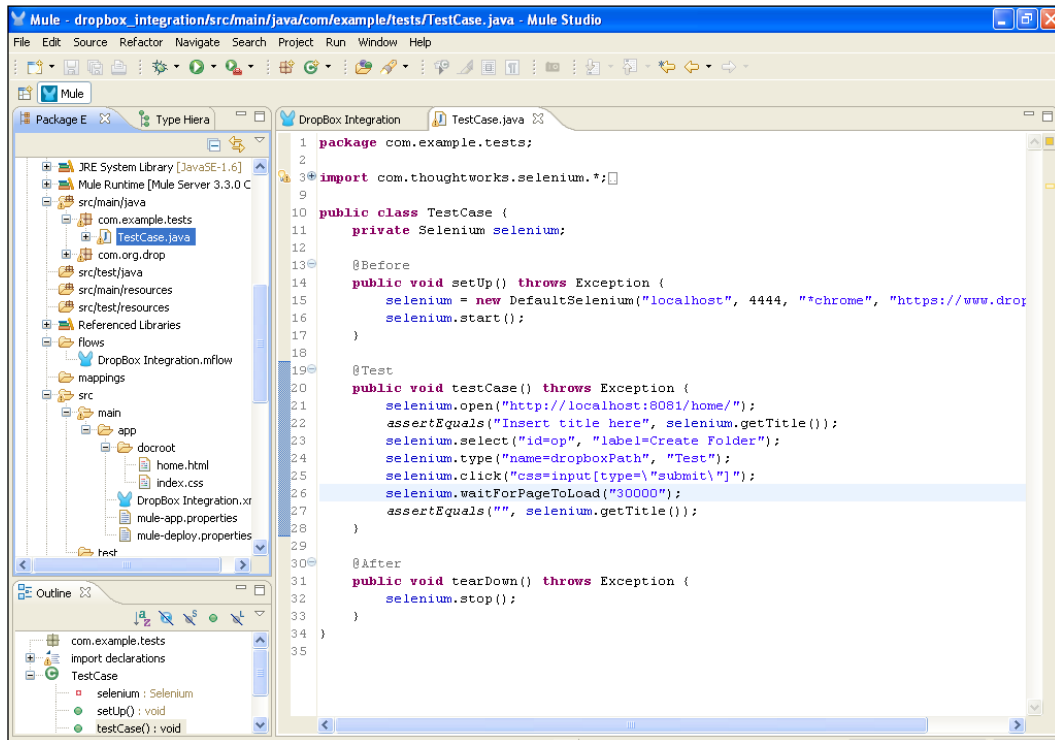 Mule - dropbox_integration/src/main/java/com/example/tests/TestCase.java - Mule Studio
File Edit Source Refactor Navigate Search Project Run Window Help
Mule
Package E
Type Hiera
JRE System Library [JavaSE-1.6]
Mule Runtime [Mule Server 3.3.0 C
src/main/java
com.example.tests
TestCase.java
com.org.drop
src/test/java
src/main/resources
src/test/resources
Referenced Libraries
flows
DropBox Integration.mflow
mappings
src
main
app
docroot
home.html
index.css
DropBox Integration.xr
mule-app.properties
mule-deploy.properties
test
Outline
com.example.tests
import declarations
TestCase
selenium : Selenium
setUp() : void
testCase() : void
DropBox Integration
TestCase.java
1 package com.example.tests;
2
3 import com.thoughtworks.selenium.*;
9
10 public class TestCase {
11 private Selenium selenium;
12
13 @Before
14 public void setUp() throws Exception {
15 selenium = new DefaultSelenium("localhost", 4444, "*chrome", "https://www.drop
16 selenium.start();
17 }
18
19 @Test
20 public void testCase() throws Exception {
21 selenium.open("http://localhost:8081/home/");
22 assertEquals("Insert title here", selenium.getTitle());
23 selenium.select("id=op", "label=Create Folder");
24 selenium.type("name=dropboxPath", "Test");
25 selenium.click("css=input[type=\"submit\"]");
26 selenium.waitForPageToLoad("30000");
27 assertEquals("", selenium.getTitle());
28 }
29
30 @After
31 public void tearDown() throws Exception {
32 selenium.stop();
33 }
34 }
35